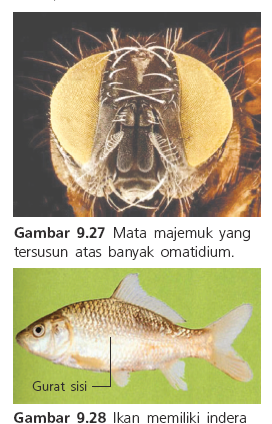 Gambar 9.27 Mata majemuk yang
tersusun atas banyak omatidium.
Gurat sisi
Gambar 9.28 Ikan memiliki indera